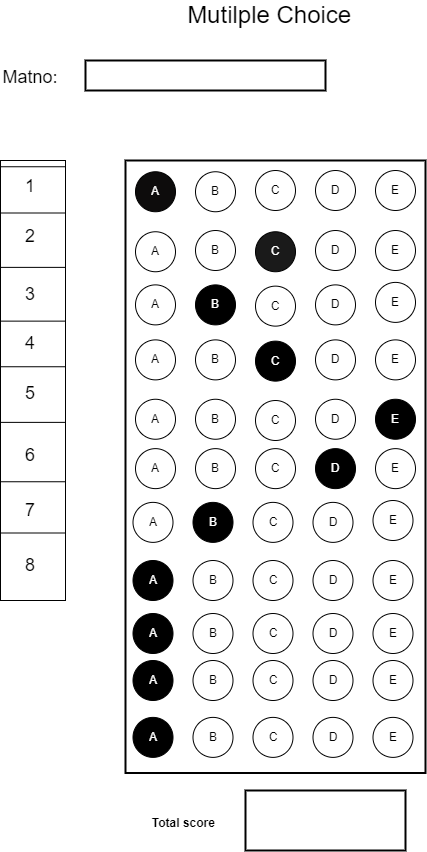 Mutilple Choice
Matno:
1 A B C D E
2 A B C D E
3 A B C D E
4 A B C D E
5 A B C D E
6 A B C D E
7 A B C D E
8 A B C D E
A B C D E
A B C D E
A B C D E
Total score